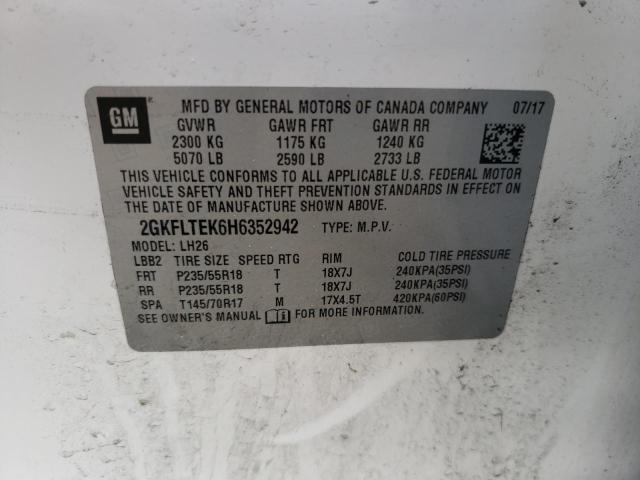 GM MFD BY GENERAL MOTORS OF CANADA COMPANY 07/17
GVWR GAWR FRT GAWR RR
2300 KG 1175 KG 1240 KG
5070 LB 2590 LB 2733 LB
THIS VEHICLE CONFORMS TO ALL APPLICABLE U.S. FEDERAL MOTOR
VEHICLE SAFETY AND THEFT PREVENTION STANDARDS IN EFFECT ON
THE DATE OF MANUFACTURE SHOWN ABOVE.
2GKFLTEK6H6352942 TYPE: M.P.V.
MODEL: LH26
LBB2 TIRE SIZE SPEED RTG RIM COLD TIRE PRESSURE
FRT P235/55R18 T 18X7J 240KPA(35PSI)
RR P235/55R18 T 18X7J 240KPA(35PSI)
SPA T145/70R17 M 17X4.5T 420KPA(60PSI)
SEE OWNER'S MANUAL FOR MORE INFORMATION.